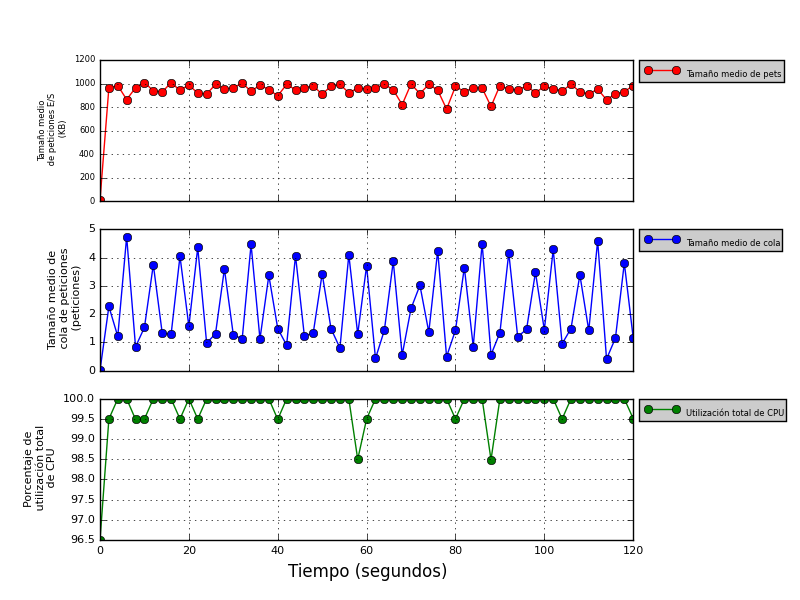 1200
1000
800
600
400
200
0
Tamaño medio
de peticiones E/S
(KB)
Tamaño medio de pets
5
4
3
2
1
0
Tamaño medio de
cola de peticiones
(peticiones)
Tamaño medio de cola
100.0
99.5
99.0
98.5
98.0
97.5
97.0
96.5
Porcentaje de
utilización total
de CPU
Utilización total de CPU
0 20 40 60 80 100 120
Tiempo (segundos)